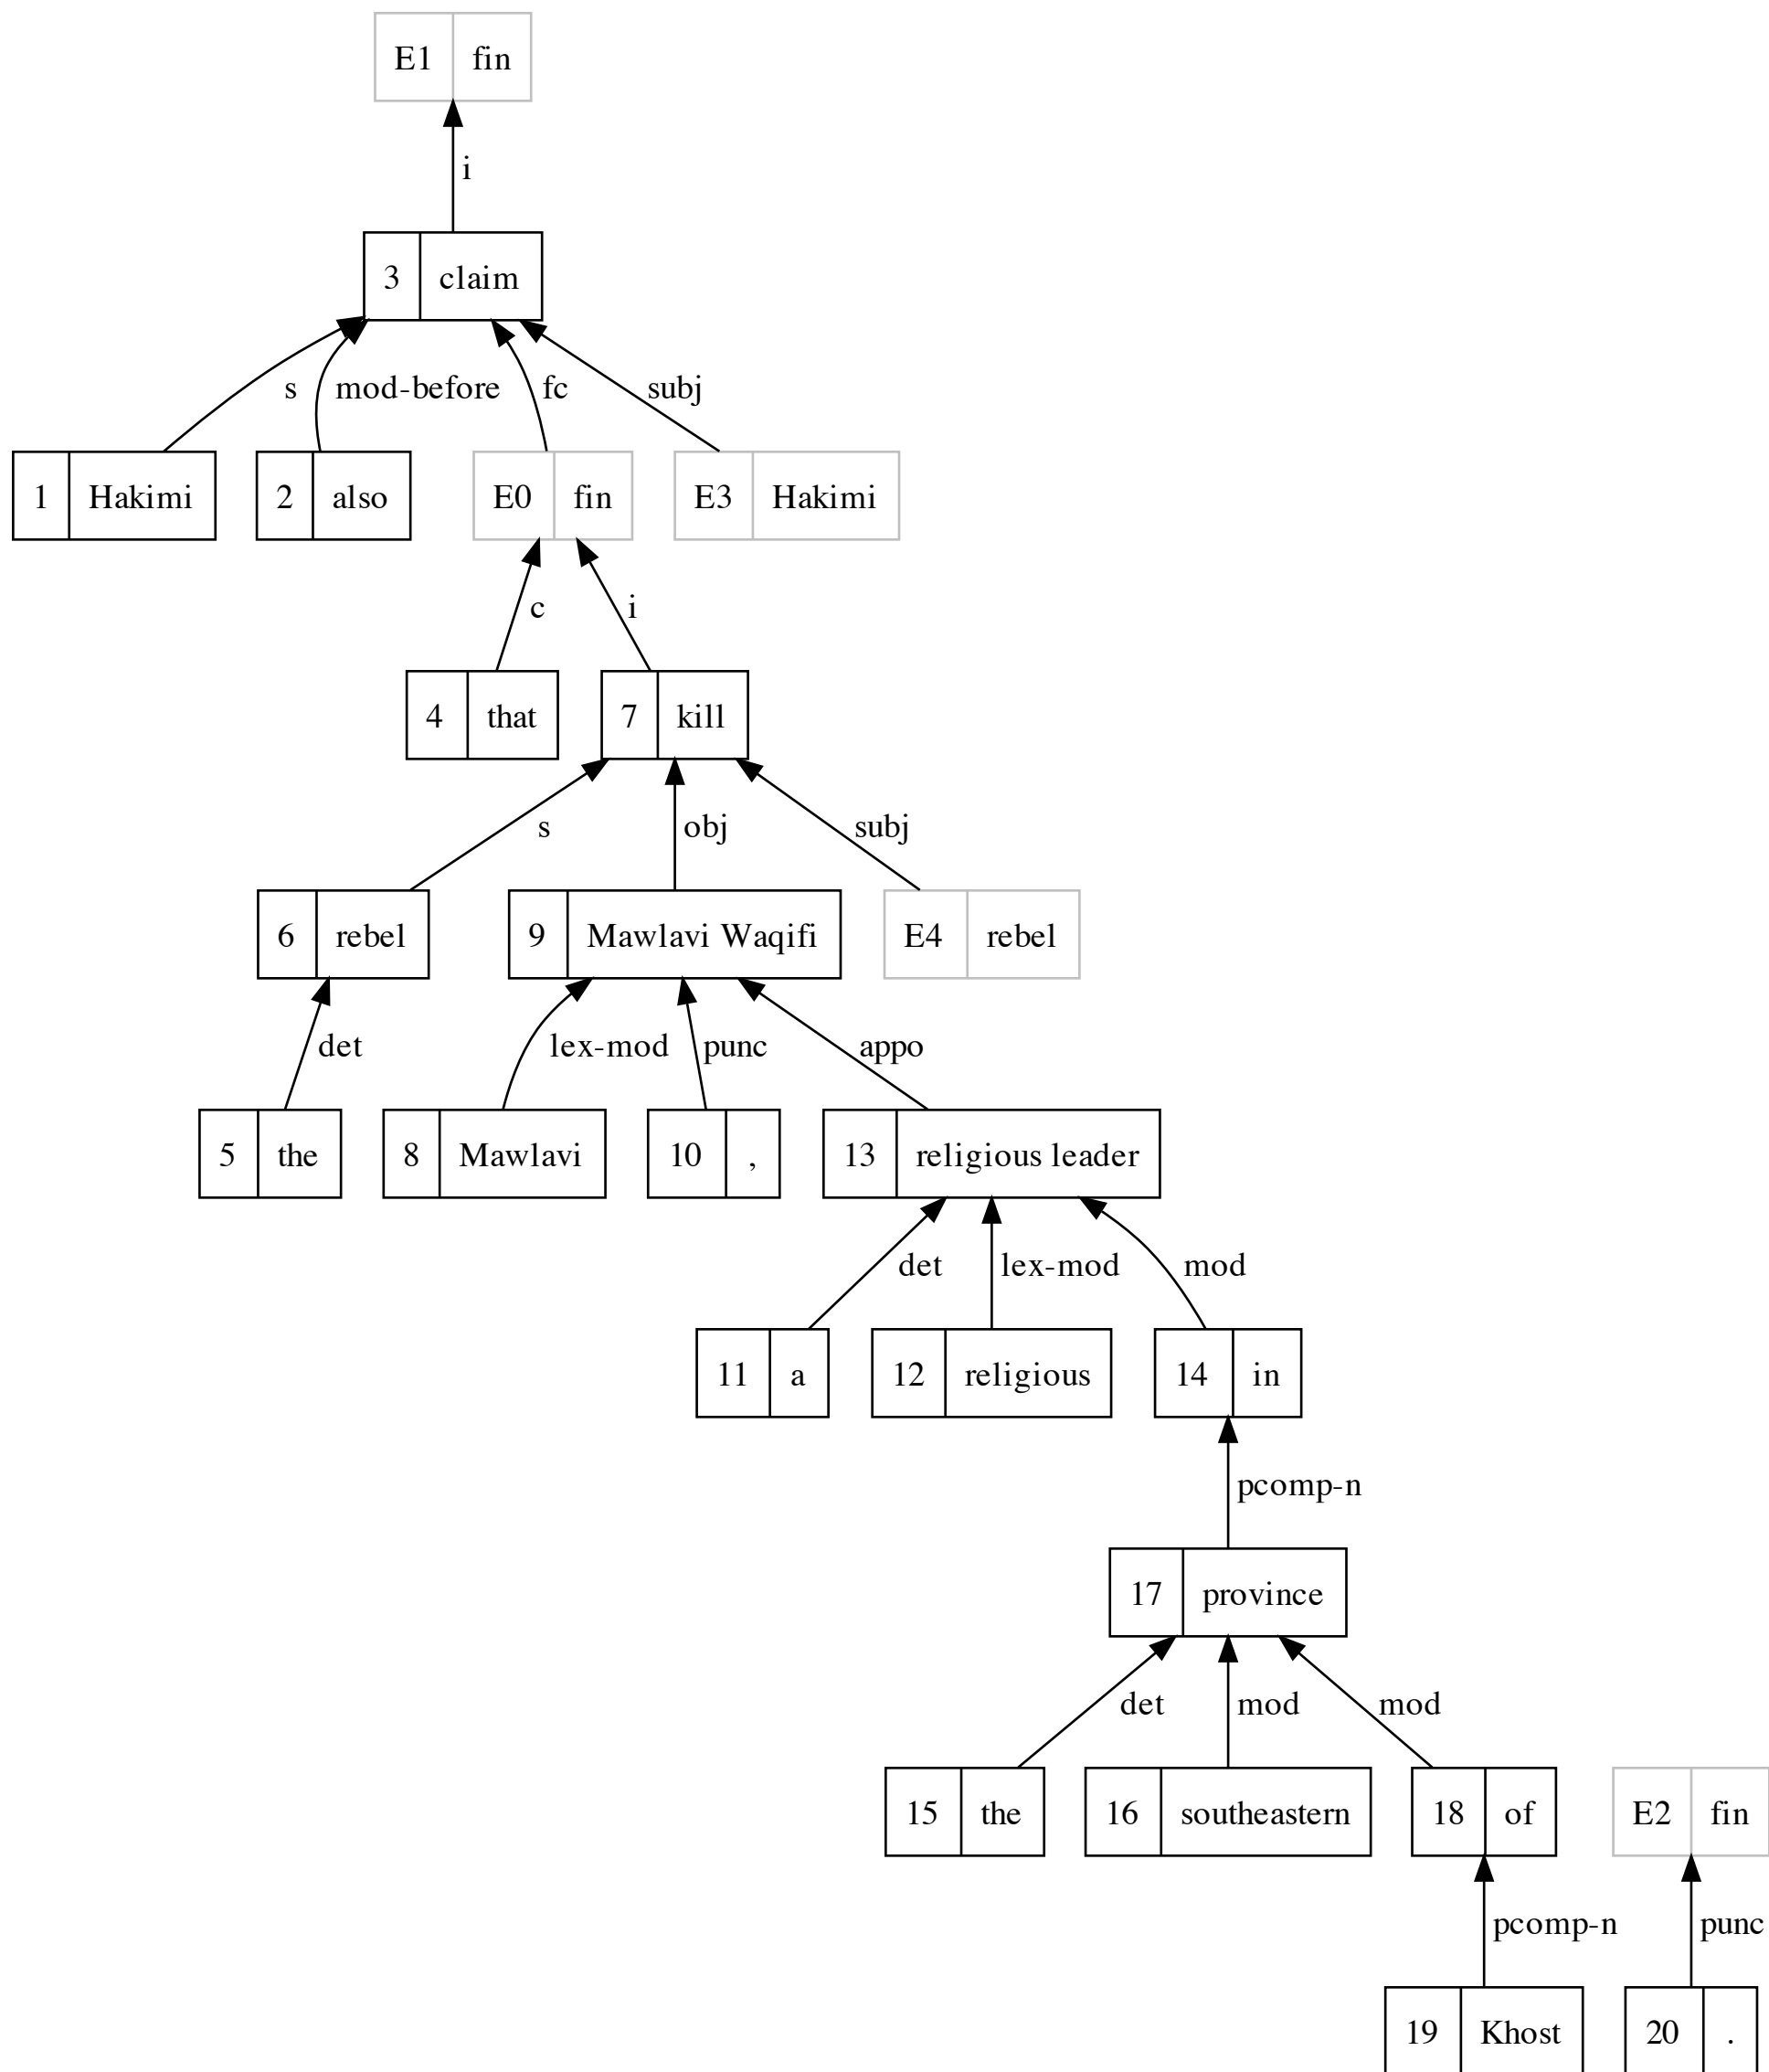 E1 fin
i
3 claim
s mod-before fc subj
1 Hakimi 2 also E0 fin E3 Hakimi
c i
4 that 7 kill
s obj subj
6 rebel 9 Mawlavi Waqifi E4 rebel
det lex-mod punc appo
5 the 8 Mawlavi 10 , 13 religious leader
det lex-mod mod
11 a 12 religious 14 in
pcomp-n
17 province
det mod mod
15 the 16 southeastern 18 of E2 fin
pcomp-n punc
19 Khost 20 .